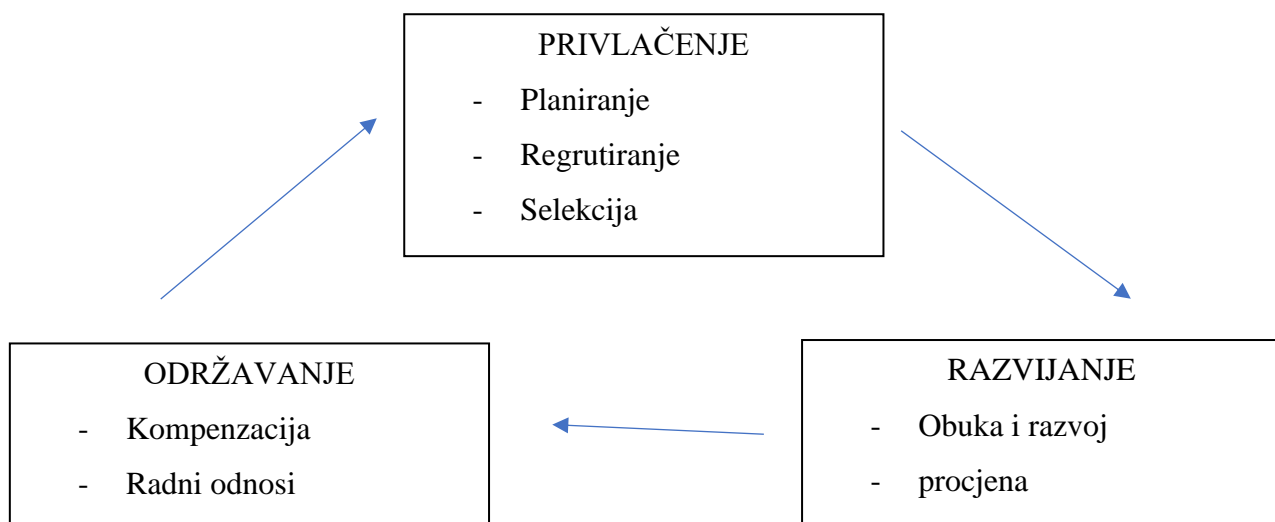 PRIVLAČENJE
- Planiranje
- Regrutiranje
- Selekcija
ODRŽAVANJE
- Kompenzacija
- Radni odnosi
RAZVIJANJE
- Obuka i razvoj
- procjena